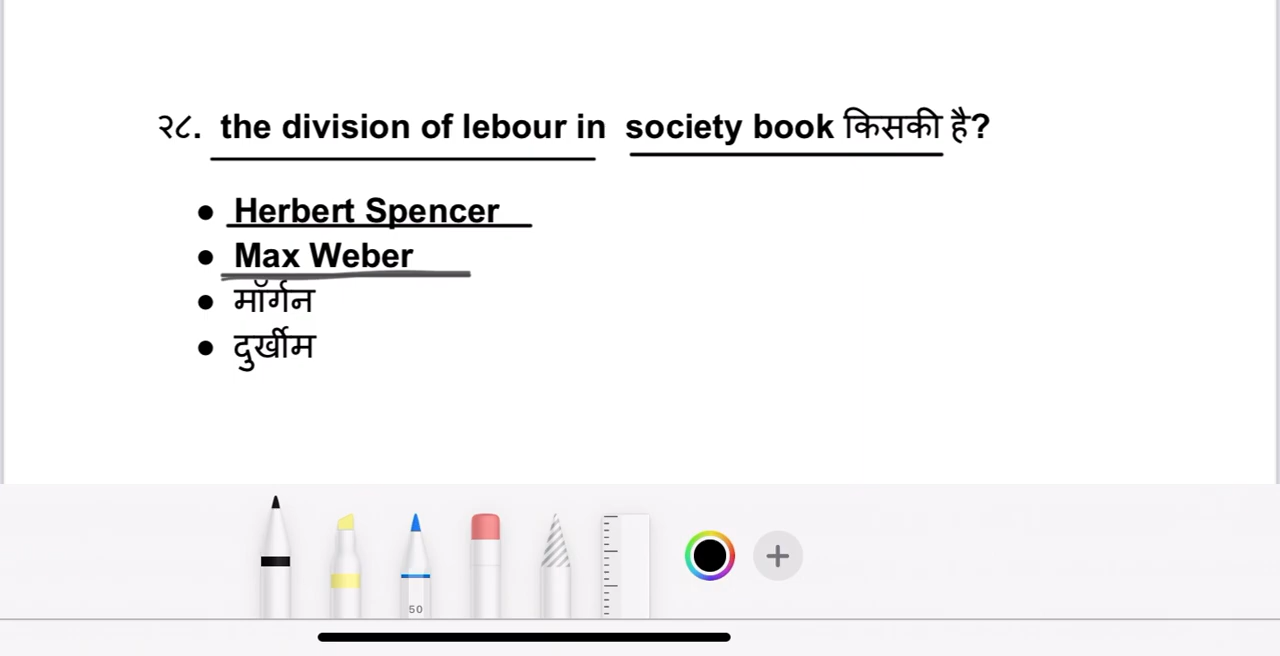 २८. the division of lebour in society book किसकी है?
● Herbert Spencer
● Max Weber
● मॉर्गन
● दुर्खीम
50